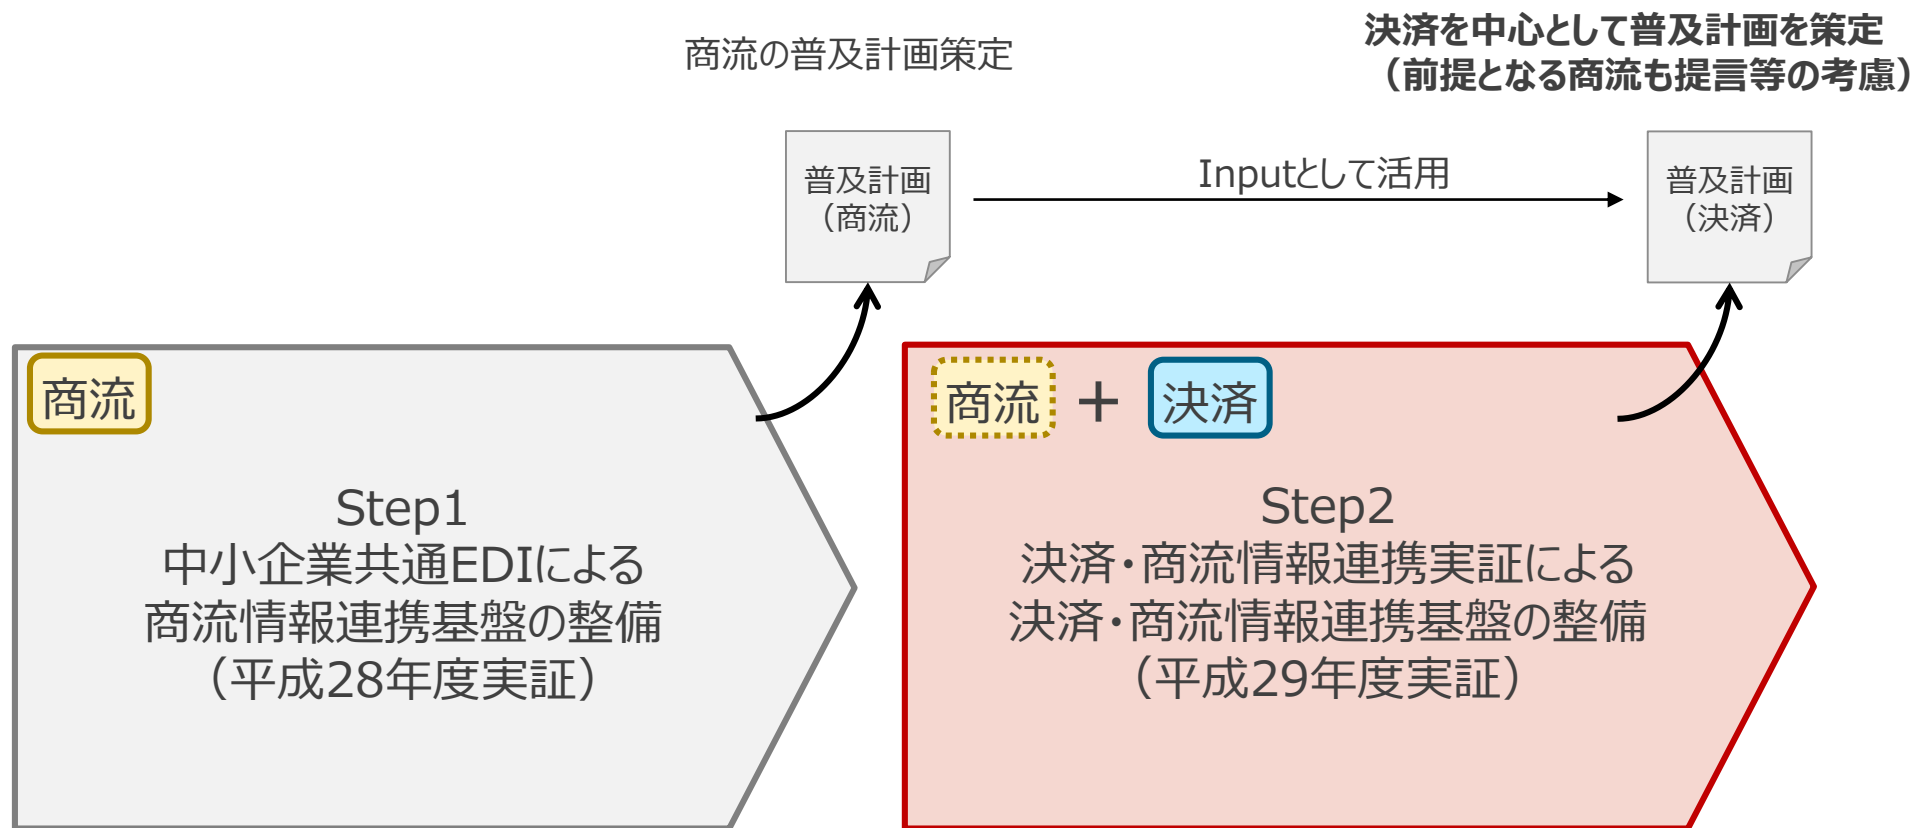 商流の普及計画策定
決済を中心として普及計画を策定
（前提となる商流も提言等の考慮）
普及計画
（商流）
Inputとして活用
普及計画
（決済）
商流
Step1
中小企業共通EDIによる
商流情報連携基盤の整備
（平成28年度実証）
商流 + 決済
Step2
決済・商流情報連携実証による
決済・商流情報連携基盤の整備
（平成29年度実証）